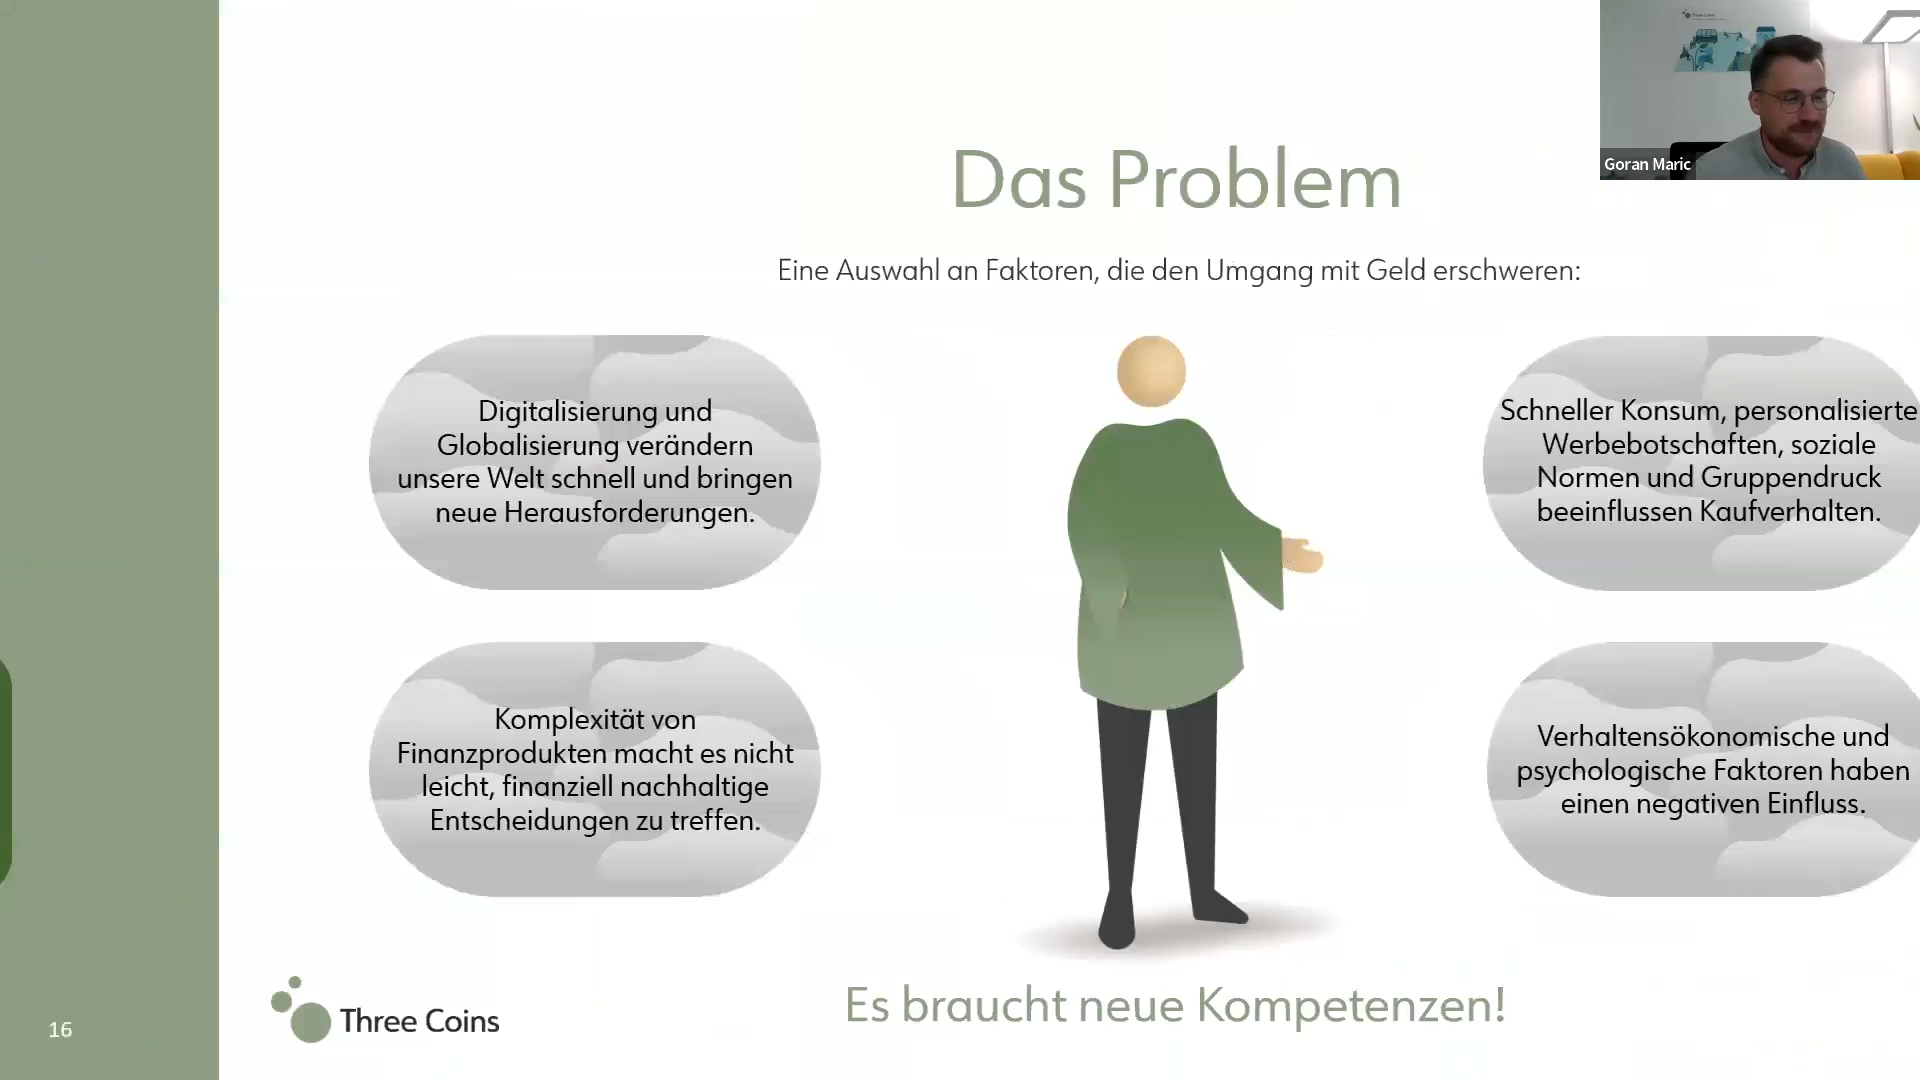 Das Problem
Eine Auswahl an Faktoren, die den Umgang mit Geld erschweren:
Digitalisierung und
Globalisierung verändern
unsere Welt schnell und bringen
neue Herausforderungen.
Schneller Konsum, personalisierte
Werbebotschaften, soziale
Normen und Gruppendruck
beeinflussen Kaufverhalten.
Komplexität von
Finanzprodukten macht es nicht
leicht, finanziell nachhaltige
Entscheidungen zu treffen.
Verhaltensökonomische und
psychologische Faktoren haben
einen negativen Einfluss.
Es braucht neue Kompetenzen!
Three Coins
16
Goran Maric
Three Coins